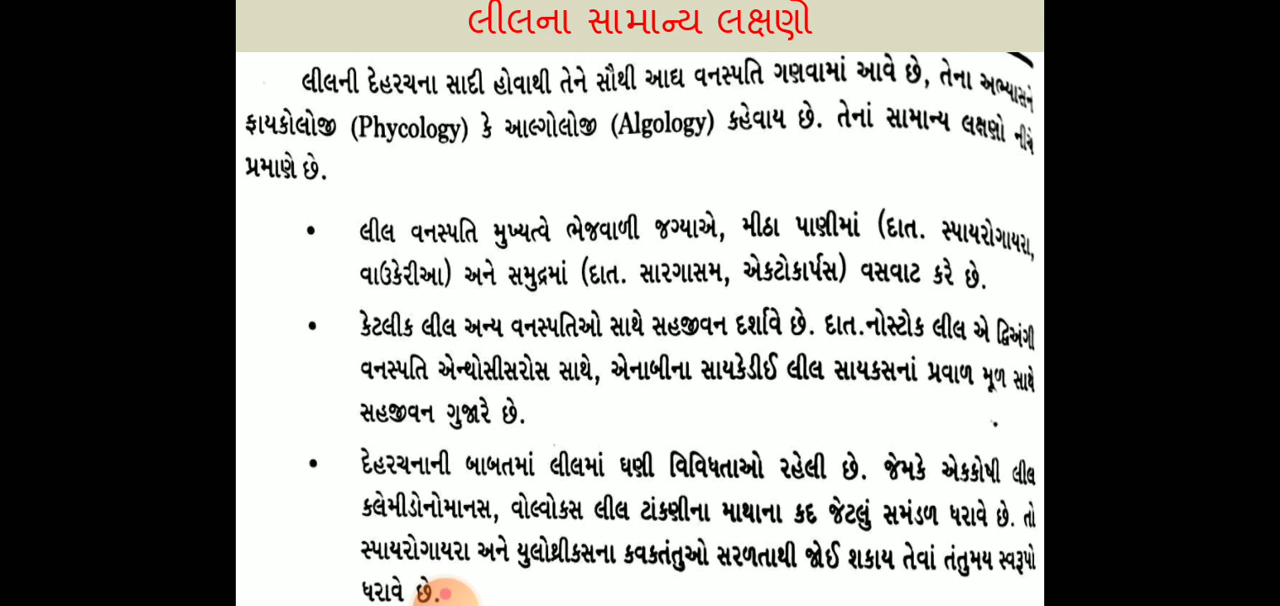 લીલના સામાન્ય લક્ષણો
લીલની દેહરચના સાદી હોવાથી તેને સૌથી આદ્ય વનસ્પતિ ગણવામાં આવે છે, તેના અભ્યાસને
ફાયકોલોજી (Phycology) કે આલ્ગોલોજી (Algology) કહેવાય છે. તેનાં સામાન્ય લક્ષણો નીચે
પ્રમાણે છે.
• લીલ વનસ્પતિ મુખ્યત્વે ભેજવાળી જગ્યાએ, મીઠા પાણીમાં (દાત. સ્પાયરોગાયરા,
વાઉકેરીઆ) અને સમુદ્રમાં (દાત. સારગાસમ, એકટોકાર્પસ) વસવાટ કરે છે.
• કેટલીક લીલ અન્ય વનસ્પતિઓ સાથે સહજીવન દર્શાવે છે. દાત.નોસ્ટોક લીલ એ દ્વિઅંગી
વનસ્પતિ એન્થોસીસરોસ સાથે, એનાબીના સાયકેડીઈ લીલ સાયકસનાં પ્રવાળ મૂળ સાથે
સહજીવન ગુજારે છે.
• દેહરચનાની બાબતમાં લીલમાં ઘણી વિવિધતાઓ રહેલી છે. જેમકે એકકોષી લીલ
કલેમીડોનોમાનસ, વોલ્વોકસ લીલ ટાંકણીના માથાના કદ જેટલું સમંડળ ધરાવે છે. તો
સ્પાયરોગાયરા અને યુલોથ્રીકસના કવકતંતુઓ સરળતાથી જોઈ શકાય તેવાં તંતુમય સ્વરૂપો
ધરાવે છે.